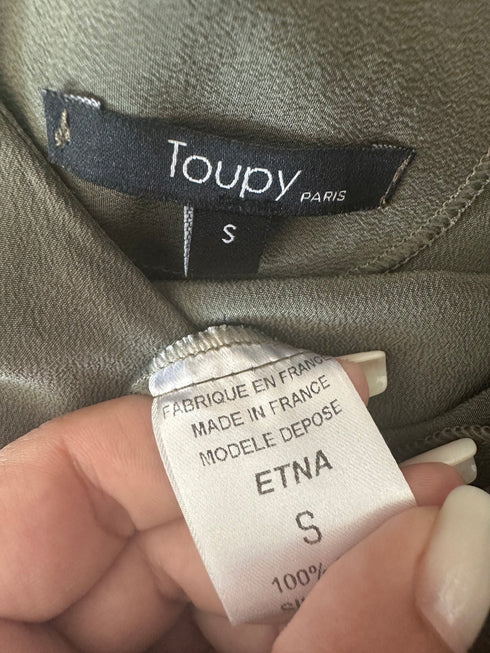 Toupy
PARIS
S
FABRIQUE EN FRANCE
MADE IN FRANCE
MODELE DEPOSE
ETNA
S
100%